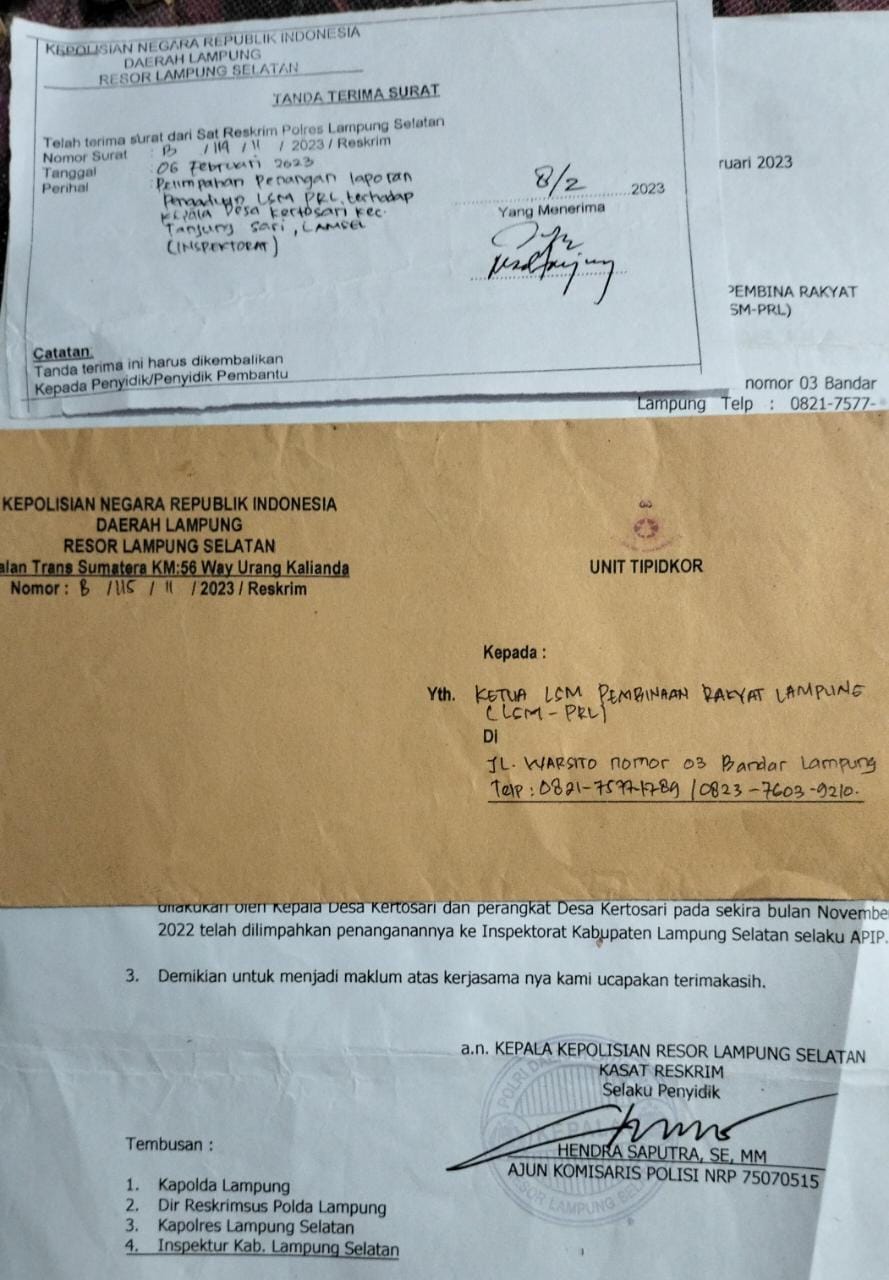 KEPOLISIAN NEGARA REPUBLIK INDONESIA
DAERAH LAMPUNG
RESOR LAMPUNG SELATAN
TANDA TERIMA SURAT
Telah terima surat dari Sat Reskrim Polres Lampung Selatan
Nomor Surat : B / 119 / II / 2023 / Reskrim
Tanggal : 06 Februari 2023
Perihal : Pelimpahan Penangan laporan
Pengaduan LSM PRL terhadap
Kepala Desa Kertosari Kec.
Tanjung Sari, LAMSEL
(INSPEKTORAT)
8/2 2023
Yang Menerima
Catatan.
Tanda terima ini harus dikembalikan
Kepada Penyidik/Penyidik Pembantu
ruari 2023
PEMBINA RAKYAT
SM-PRL)
nomor 03 Bandar
Lampung Telp : 0821-7577-
KEPOLISIAN NEGARA REPUBLIK INDONESIA
DAERAH LAMPUNG
RESOR LAMPUNG SELATAN
alan Trans Sumatera KM:56 Way Urang Kalianda
Nomor : B / 115 / II / 2023 / Reskrim
UNIT TIPIDKOR
Kepada :
Yth. KETUA LSM PEMBINAAN RAKYAT LAMPUNG
(LSM - PRL)
Di
JL. WARSITO nomor 03 Bandar Lampung
Telp : 0821-7577-1789 / 0823-7603-9210.
dilakukan oleh Kepala Desa Kertosari dan perangkat Desa Kertosari pada sekira bulan November
2022 telah dilimpahkan penanganannya ke Inspektorat Kabupaten Lampung Selatan selaku APIP.
3. Demikian untuk menjadi maklum atas kerjasama nya kami ucapakan terimakasih.
a.n. KEPALA KEPOLISIAN RESOR LAMPUNG SELATAN
KASAT RESKRIM
Selaku Penyidik
HENDRA SAPUTRA, SE, MM
AJUN KOMISARIS POLISI NRP 75070515
Tembusan :
1. Kapolda Lampung
2. Dir Reskrimsus Polda Lampung
3. Kapolres Lampung Selatan
4. Inspektur Kab. Lampung Selatan